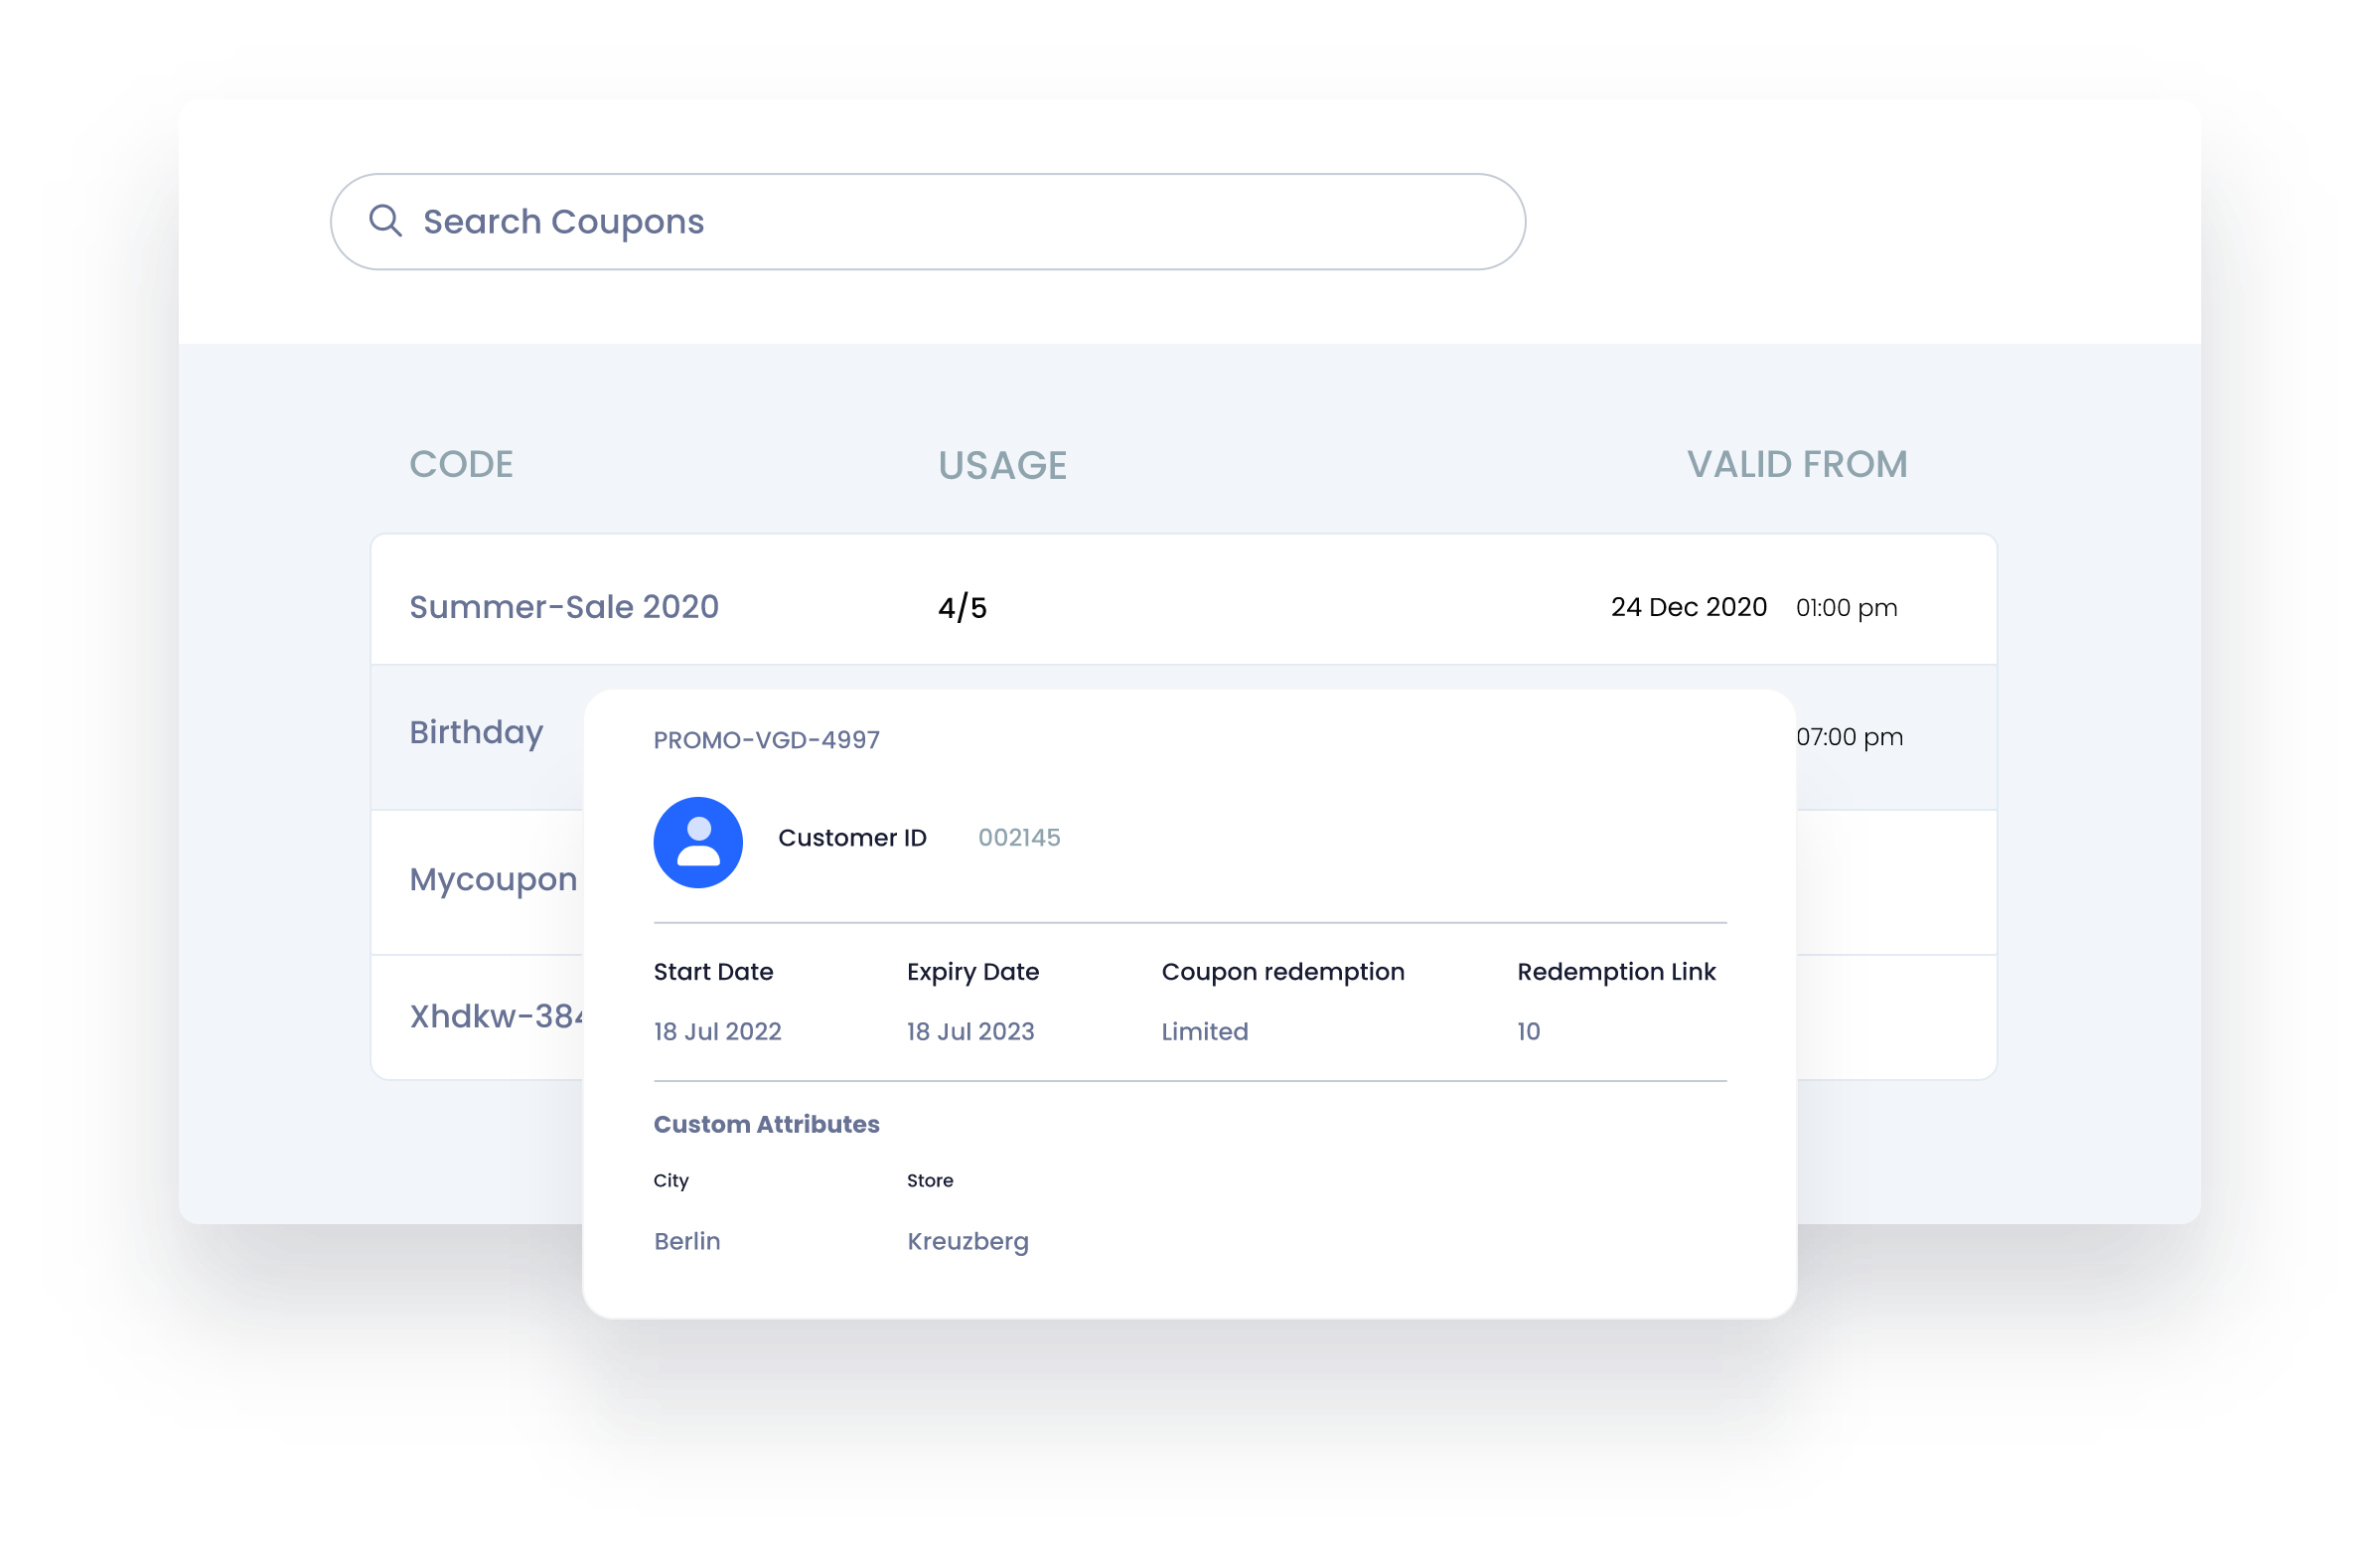 Search Coupons
CODE USAGE VALID FROM
Summer-Sale 2020 4/5 24 Dec 2020 01:00 pm
Birthday 07:00 pm
PROMO-VGD-4997
Customer ID 002145
Mycoupon
Start Date Expiry Date Coupon redemption Redemption Link
Xhdkw-384
18 Jul 2022 18 Jul 2023 Limited 10
Custom Attributes
City Store
Berlin Kreuzberg